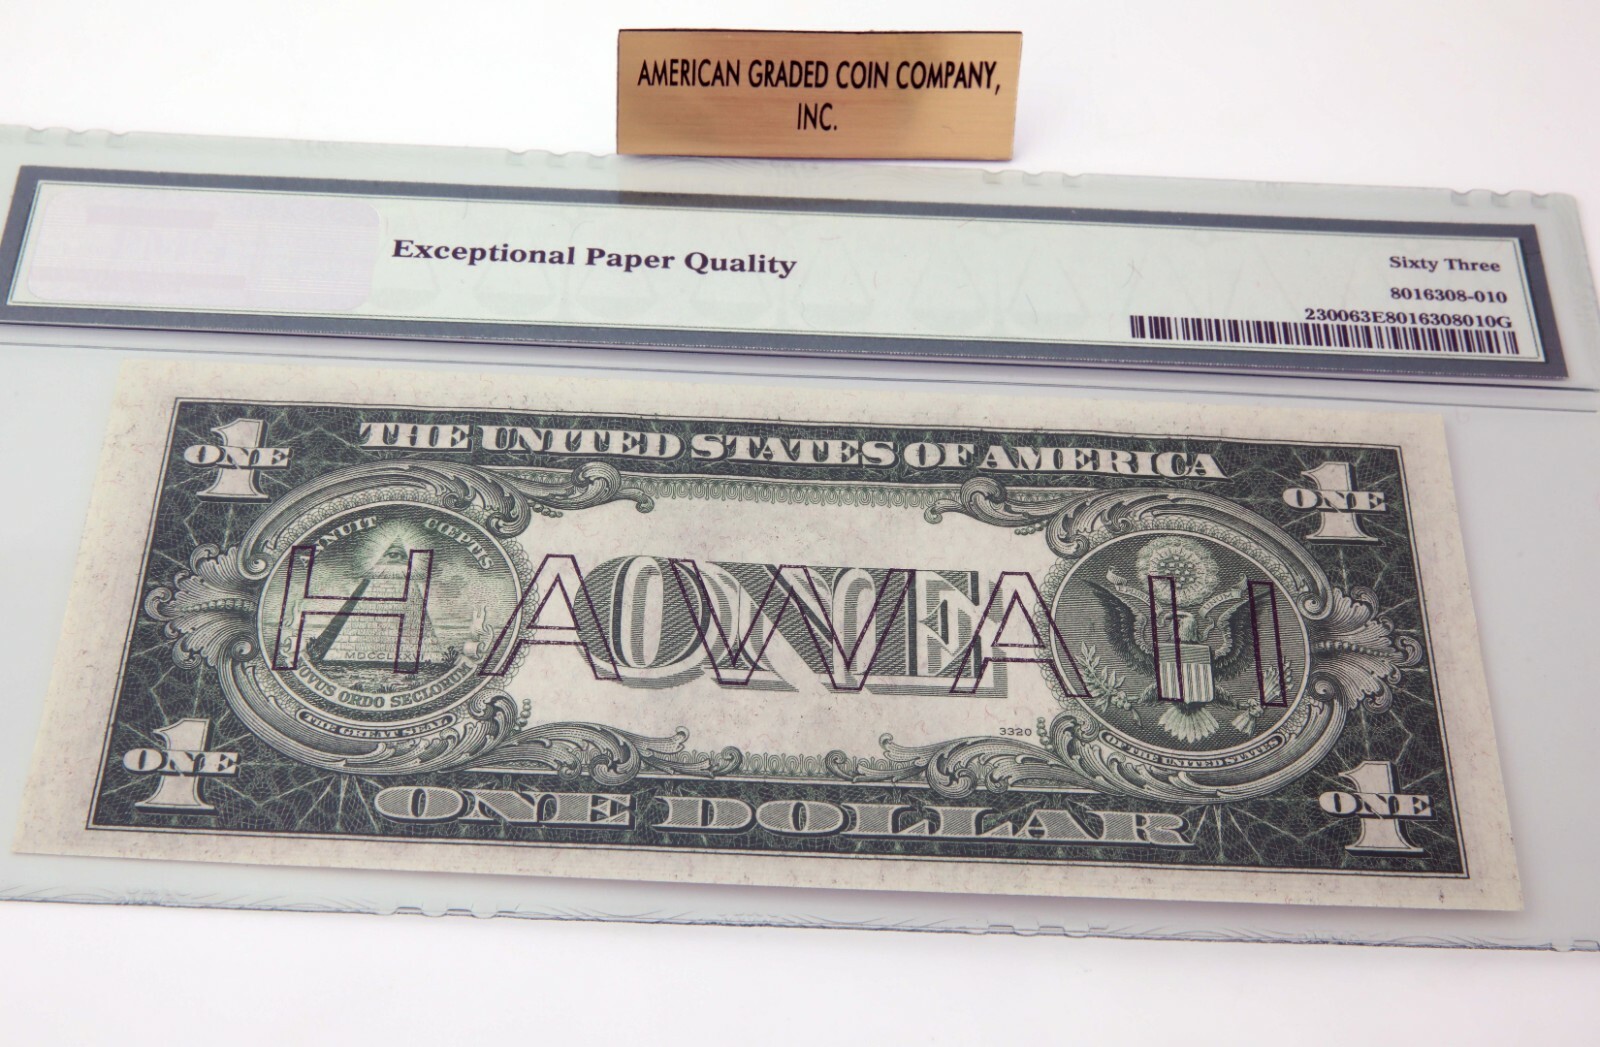 AMERICAN GRADED COIN COMPANY,
INC.
Exceptional Paper Quality
Sixty Three
8016308-010
230063E8016308010G
THE UNITED STATES OF AMERICA
ONE 1
ONE 1
ANNUIT CŒPTIS
MDCCLXXVI
NOVUS ORDO SECLORUM
THE GREAT SEAL
ONE
HAWAII
OF THE UNITED STATES
3320
ONE 1
ONE 1
ONE DOLLAR